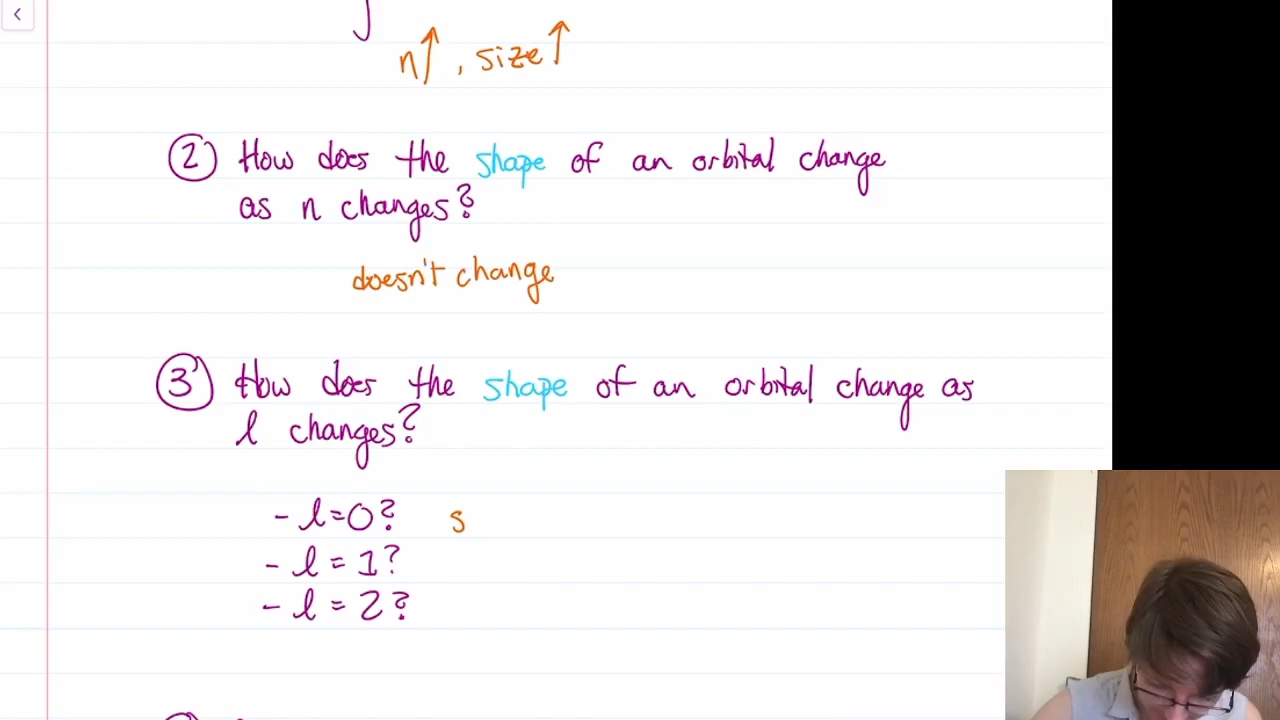 n↑, size↑
② How does the shape of an orbital change
as n changes?
doesn't change
③ How does the shape of an orbital change as
l changes?
- l=0? s
- l = 1?
- l = 2?